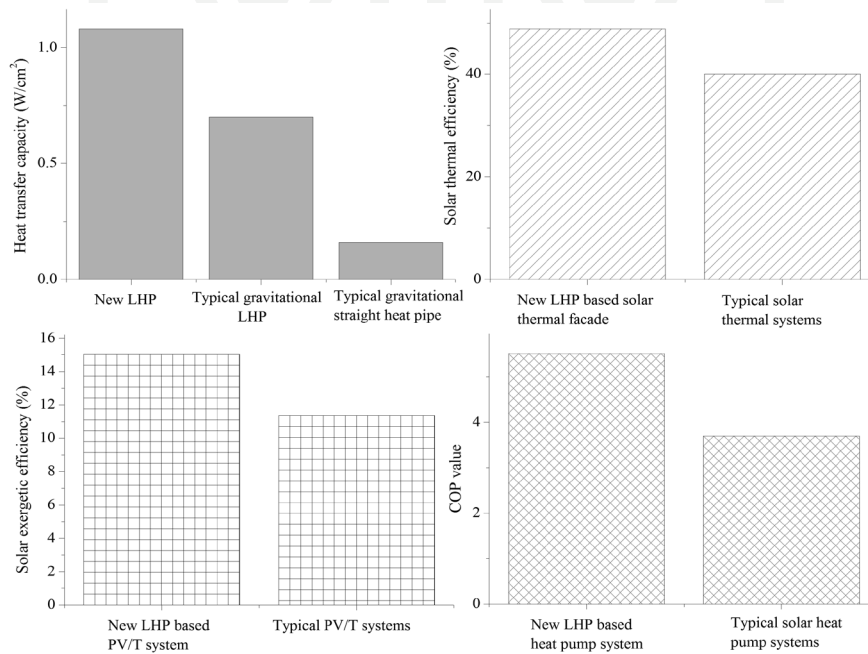 Heat transfer capacity (W/cm²)
1.0
0.5
0.0
New LHP
Typical gravitational
LHP
Typical gravitational
straight heat pipe
Solar thermal efficiency (%)
40
20
0
New LHP based solar
thermal facade
Typical solar
thermal systems
Solar exergetic efficiency (%)
16
14
12
10
8
6
4
2
0
New LHP based
PV/T system
Typical PV/T systems
COP value
4
2
0
New LHP based
heat pump system
Typical solar heat
pump systems